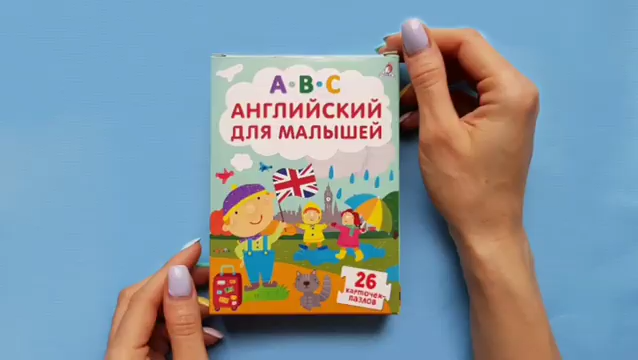 A·B·C
АНГЛИЙСКИЙ
ДЛЯ МАЛЫШЕЙ
26
карточек-
пазлов